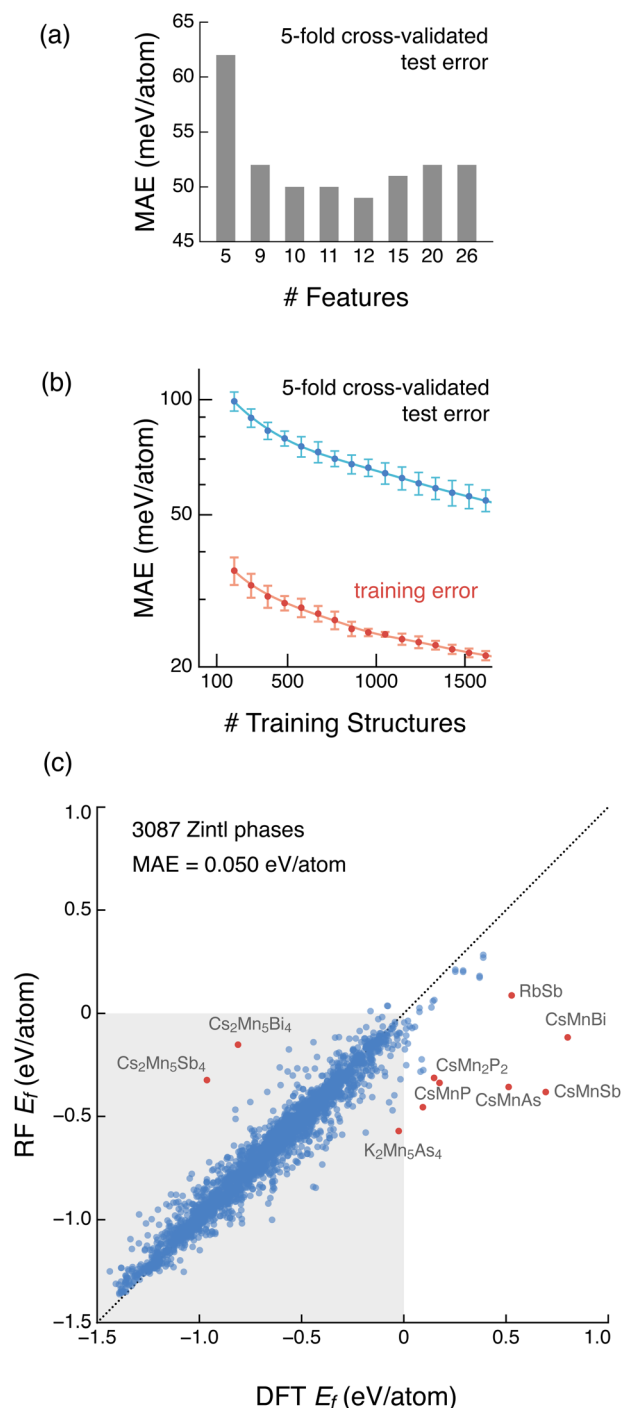 (a)
5-fold cross-validated
test error
MAE (meV/atom)
65
60
55
50
45
5 9 10 11 12 15 20 26
# Features
(b)
5-fold cross-validated
test error
MAE (meV/atom)
100
50
20
training error
100 500 1000 1500
# Training Structures
(c)
3087 Zintl phases
MAE = 0.050 eV/atom
RF E_f (eV/atom)
1.0
0.5
0
−0.5
−1.0
−1.5
RbSb
CsMnBi
Cs₂Mn₅Bi₄
Cs₂Mn₅Sb₄
CsMn₂P₂
CsMnP
CsMnAs
CsMnSb
K₂Mn₅As₄
−1.5 −1.0 −0.5 0 0.5 1.0
DFT E_f (eV/atom)